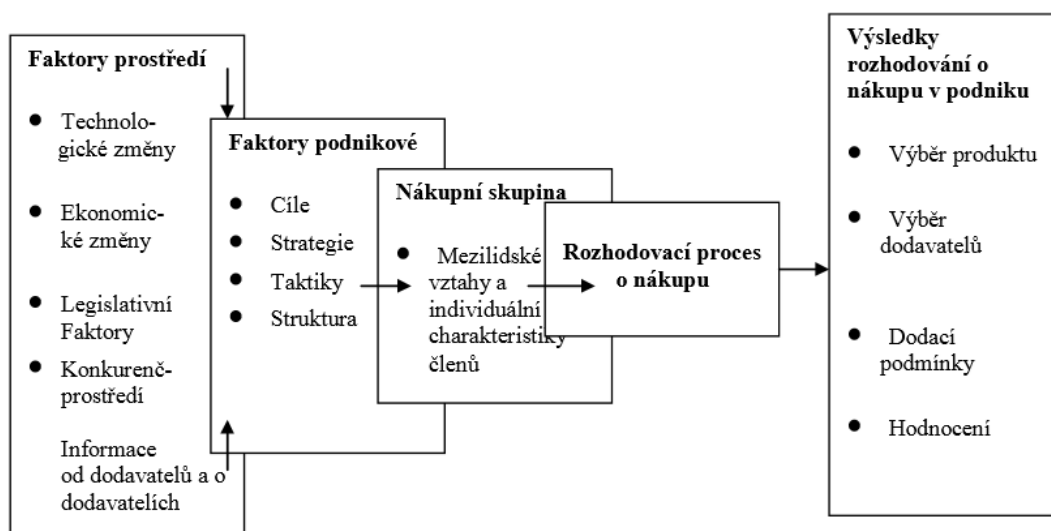 Faktory prostředí
● Technolo-
gické změny
● Ekonomic-
ké změny
● Legislativní
Faktory
● Konkurenč-
prostředí
Informace
od dodavatelů a o
dodavatelích
Faktory podnikové
● Cíle
● Strategie
● Taktiky
● Struktura
Nákupní skupina
● Mezilidské
vztahy a
individuální
charakteristiky
členů
Rozhodovací proces
o nákupu
Výsledky
rozhodování o
nákupu v podniku
● Výběr produktu
● Výběr
dodavatelů
● Dodací
podmínky
● Hodnocení